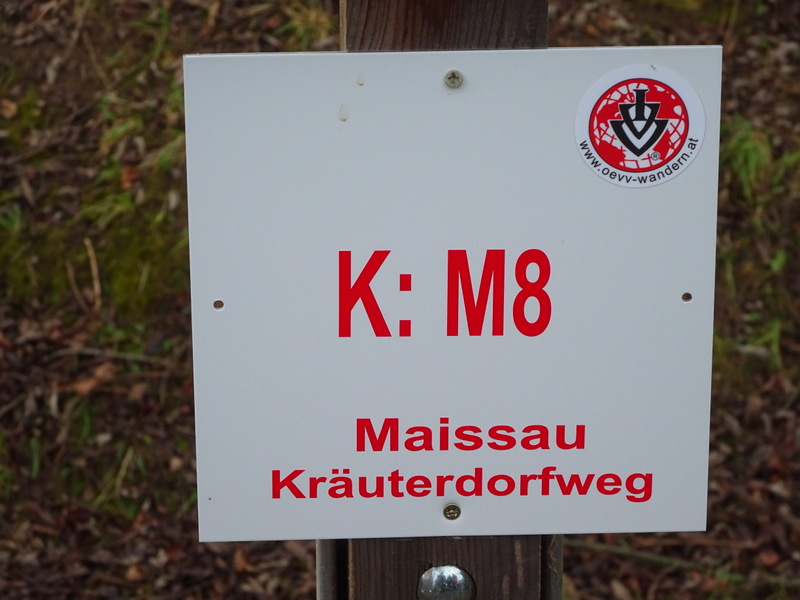 www.oevv-wandern.at
K: M8
Maissau
Kräuterdorfweg